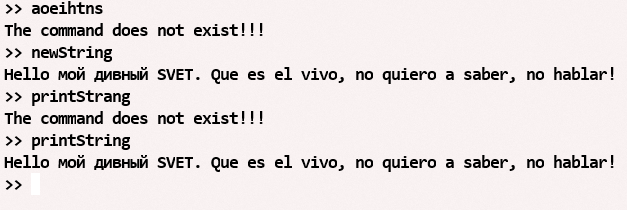 >> aoeihtns
The command does not exist!!!
>> newString
Hello мой дивный SVET. Que es el vivo, no quiero a saber, no hablar!
>> printStrang
The command does not exist!!!
>> printString
Hello мой дивный SVET. Que es el vivo, no quiero a saber, no hablar!
>>